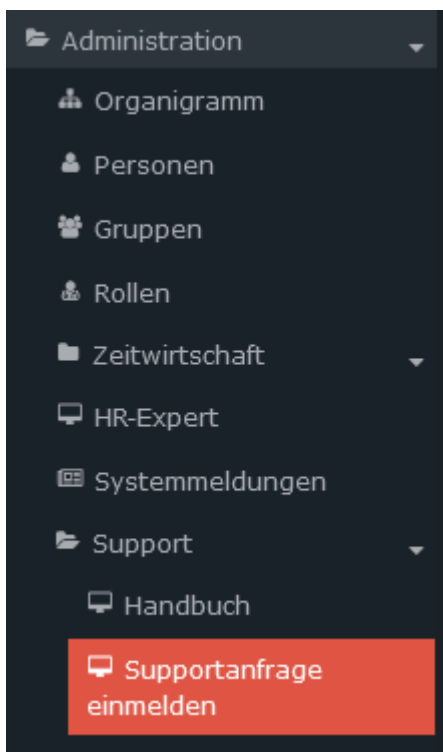 Administration
Organigramm
Personen
Gruppen
Rollen
Zeitwirtschaft
HR-Expert
Systemmeldungen
Support
Handbuch
Supportanfrage
einmelden